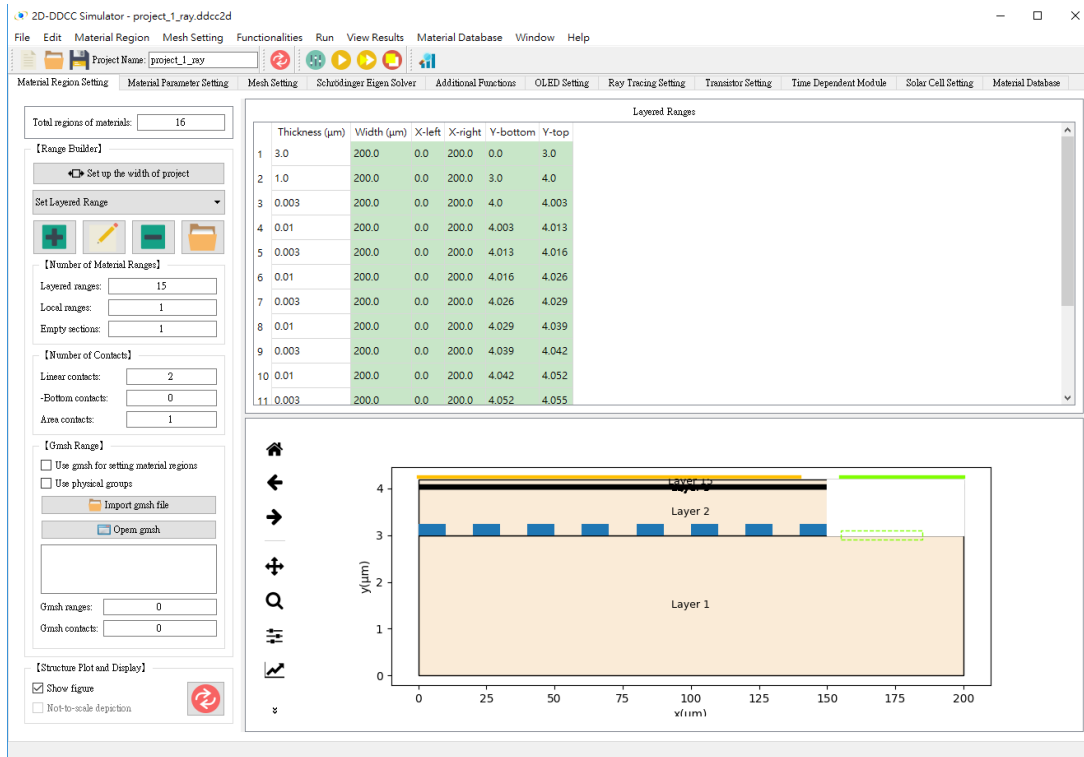 2D-DDCC Simulator - project_1_ray.ddcc2d
File Edit Material Region Mesh Setting Functionalities Run View Results Material Database Window Help
Project Name: project_1_ray
Material Region Setting Material Parameter Setting Mesh Setting Schrödinger Eigen Solver Additional Functions OLED Setting Ray Tracing Setting Transistor Setting Time Dependent Module Solar Cell Setting Material Database
Total regions of materials: 16
【Range Builder】
Set up the width of project
Set Layered Range
【Number of Material Ranges】
Layered ranges: 15
Local ranges: 1
Empty sections: 1
【Number of Contacts】
Linear contacts: 2
-Bottom contacts: 0
Area contacts: 1
【Gmsh Range】
Use gmsh for setting material regions
Use physical groups
Import gmsh file
Opem gmsh
Gmsh ranges: 0
Gmsh contacts: 0
【Structure Plot and Display】
Show figure
Not-to-scale depiction
Layered Ranges
Thickness (μm) Width (μm) X-left X-right Y-bottom Y-top
1 3.0 200.0 0.0 200.0 0.0 3.0
2 1.0 200.0 0.0 200.0 3.0 4.0
3 0.003 200.0 0.0 200.0 4.0 4.003
4 0.01 200.0 0.0 200.0 4.003 4.013
5 0.003 200.0 0.0 200.0 4.013 4.016
6 0.01 200.0 0.0 200.0 4.016 4.026
7 0.003 200.0 0.0 200.0 4.026 4.029
8 0.01 200.0 0.0 200.0 4.029 4.039
9 0.003 200.0 0.0 200.0 4.039 4.042
10 0.01 200.0 0.0 200.0 4.042 4.052
11 0.003 200.0 0.0 200.0 4.052 4.055
Layer 15
Layer 2
Layer 1
y(μm)
4
3
2
1
0
0 25 50 75 100 125 150 175 200
x(μm)